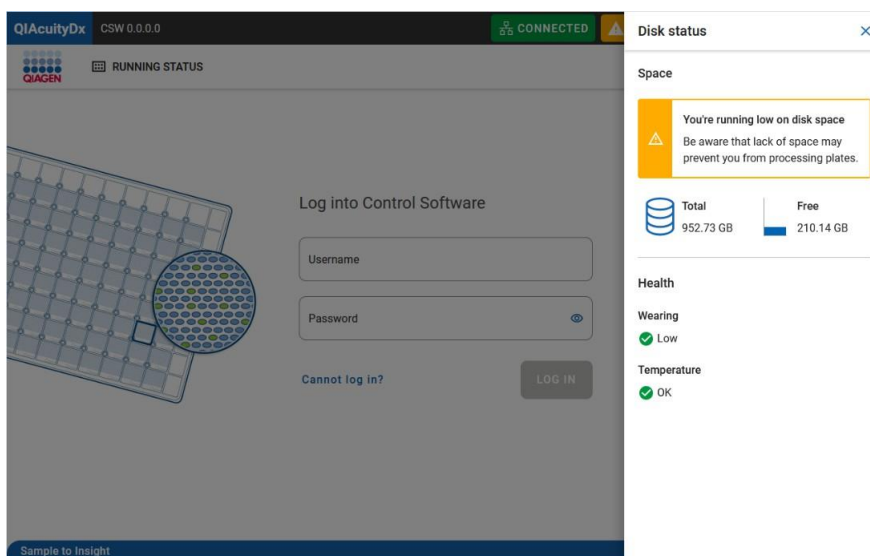 QIAcuityDx CSW 0.0.0.0 CONNECTED
QIAGEN RUNNING STATUS
Log into Control Software
Username
Password
Cannot log in? LOG IN
Sample to Insight
Disk status
Space
You're running low on disk space
Be aware that lack of space may
prevent you from processing plates.
Total Free
952.73 GB 210.14 GB
Health
Wearing
Low
Temperature
OK